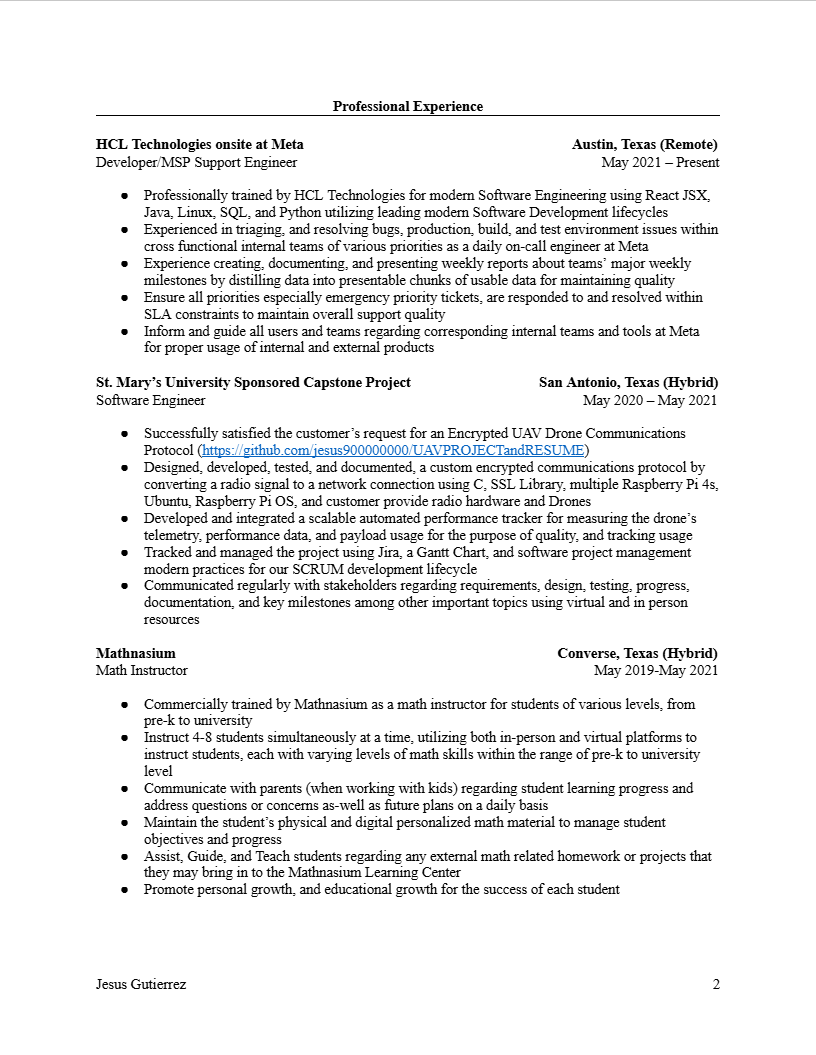 Professional Experience
HCL Technologies onsite at Meta Austin, Texas (Remote)
Developer/MSP Support Engineer May 2021 – Present
● Professionally trained by HCL Technologies for modern Software Engineering using React JSX,
Java, Linux, SQL, and Python utilizing leading modern Software Development lifecycles
● Experienced in triaging, and resolving bugs, production, build, and test environment issues within
cross functional internal teams of various priorities as a daily on-call engineer at Meta
● Experience creating, documenting, and presenting weekly reports about teams’ major weekly
milestones by distilling data into presentable chunks of usable data for maintaining quality
● Ensure all priorities especially emergency priority tickets, are responded to and resolved within
SLA constraints to maintain overall support quality
● Inform and guide all users and teams regarding corresponding internal teams and tools at Meta
for proper usage of internal and external products
St. Mary’s University Sponsored Capstone Project San Antonio, Texas (Hybrid)
Software Engineer May 2020 – May 2021
● Successfully satisfied the customer’s request for an Encrypted UAV Drone Communications
Protocol (https://github.com/jesus900000000/UAVPROJECTandRESUME)
● Designed, developed, tested, and documented, a custom encrypted communications protocol by
converting a radio signal to a network connection using C, SSL Library, multiple Raspberry Pi 4s,
Ubuntu, Raspberry Pi OS, and customer provide radio hardware and Drones
● Developed and integrated a scalable automated performance tracker for measuring the drone’s
telemetry, performance data, and payload usage for the purpose of quality, and tracking usage
● Tracked and managed the project using Jira, a Gantt Chart, and software project management
modern practices for our SCRUM development lifecycle
● Communicated regularly with stakeholders regarding requirements, design, testing, progress,
documentation, and key milestones among other important topics using virtual and in person
resources
Mathnasium Converse, Texas (Hybrid)
Math Instructor May 2019-May 2021
● Commercially trained by Mathnasium as a math instructor for students of various levels, from
pre-k to university
● Instruct 4-8 students simultaneously at a time, utilizing both in-person and virtual platforms to
instruct students, each with varying levels of math skills within the range of pre-k to university
level
● Communicate with parents (when working with kids) regarding student learning progress and
address questions or concerns as-well as future plans on a daily basis
● Maintain the student’s physical and digital personalized math material to manage student
objectives and progress
● Assist, Guide, and Teach students regarding any external math related homework or projects that
they may bring in to the Mathnasium Learning Center
● Promote personal growth, and educational growth for the success of each student
Jesus Gutierrez 2